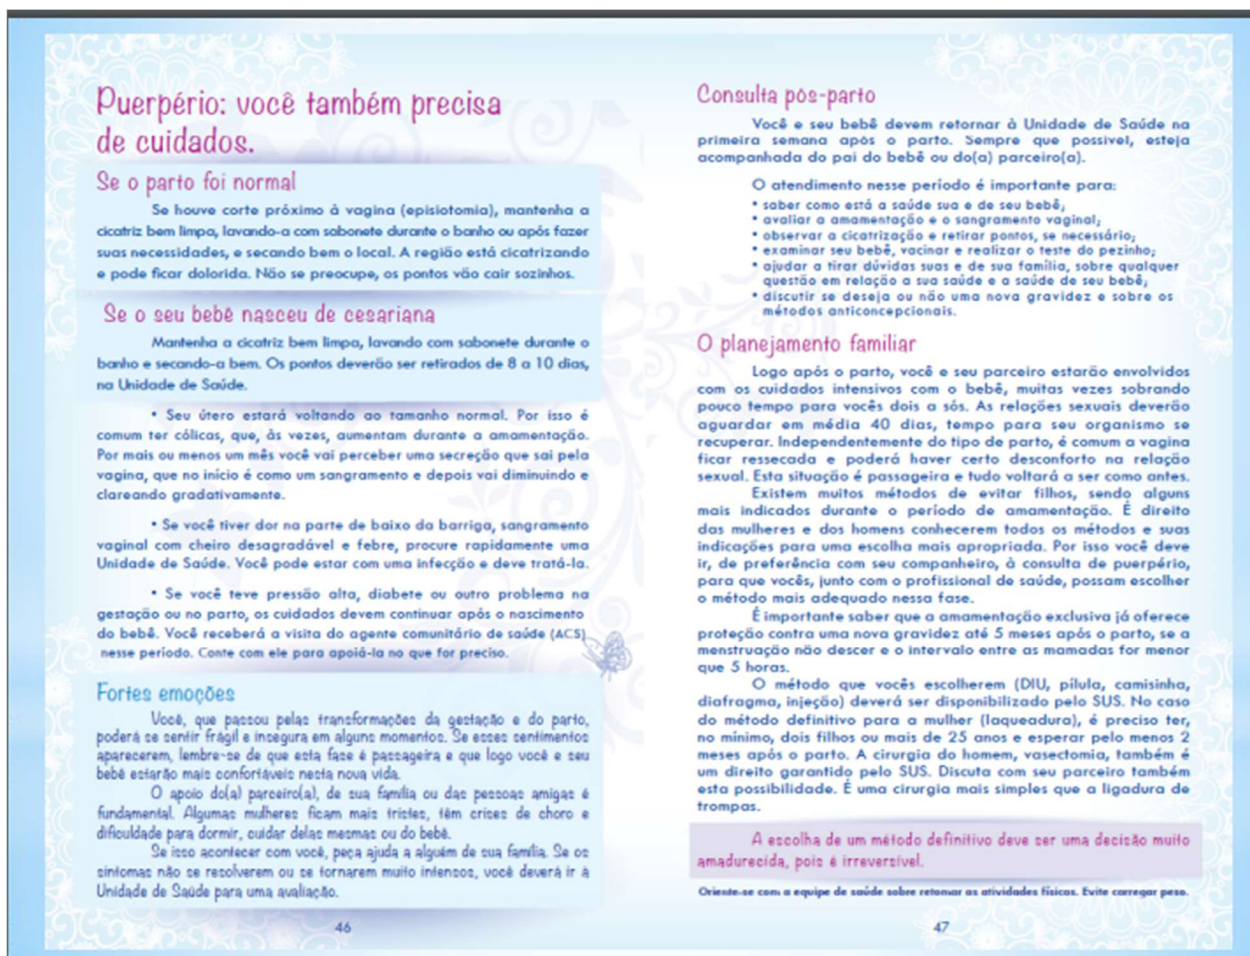 Puerpério: você também precisa
de cuidados.
Se o parto foi normal
Se houve corte próximo à vagina (episiotomia), mantenha a
cicatriz bem limpa, lavando-a com sabonete durante o banho ou após fazer
suas necessidades, e secando bem o local. A região está cicatrizando
e pode ficar dolorida. Não se preocupe, os pontos vão cair sozinhos.
Se o seu bebê nasceu de cesariana
Mantenha a cicatriz bem limpa, lavando com sabonete durante o
banho e secando-a bem. Os pontos deverão ser retirados de 8 a 10 dias,
na Unidade de Saúde.
• Seu útero estará voltando ao tamanho normal. Por isso é
comum ter cólicas, que, às vezes, aumentam durante a amamentação.
Por mais ou menos um mês você vai perceber uma secreção que sai pela
vagina, que no início é como um sangramento e depois vai diminuindo e
clareando gradativamente.
• Se você tiver dor na parte de baixo da barriga, sangramento
vaginal com cheiro desagradável e febre, procure rapidamente uma
Unidade de Saúde. Você pode estar com uma infecção e deve tratá-la.
• Se você teve pressão alta, diabete ou outro problema na
gestação ou no parto, os cuidados devem continuar após o nascimento
do bebê. Você receberá a visita do agente comunitário de saúde (ACS)
nesse período. Conte com ele para apoiá-la no que for preciso.
Fortes emoções
Você, que passou pelas transformações da gestação e do parto,
poderá se sentir frágil e insegura em alguns momentos. Se esses sentimentos
aparecerem, lembre-se de que esta fase é passageira e que logo você e seu
bebê estarão mais confortáveis nesta nova vida.
O apoio do(a) parceiro(a), de sua família ou das pessoas amigas é
fundamental. Algumas mulheres ficam mais tristes, têm crises de choro e
dificuldade para dormir, cuidar delas mesmas ou do bebê.
Se isso acontecer com você, peça ajuda a alguém de sua família. Se os
sintomas não se resolverem ou se tornarem muito intensos, você deverá ir à
Unidade de Saúde para uma avaliação.
46
Consulta pós-parto
Você e seu bebê devem retornar à Unidade de Saúde na
primeira semana após o parto. Sempre que possível, esteja
acompanhada do pai do bebê ou do(a) parceiro(a).
O atendimento nesse período é importante para:
• saber como está a saúde sua e de seu bebê;
• avaliar a amamentação e o sangramento vaginal;
• observar a cicatrização e retirar pontos, se necessário;
• examinar seu bebê, vacinar e realizar o teste do pezinho;
• ajudar a tirar dúvidas suas e de sua família, sobre qualquer
questão em relação a sua saúde e a saúde de seu bebê;
• discutir se deseja ou não uma nova gravidez e sobre os
métodos anticoncepcionais.
O planejamento familiar
Logo após o parto, você e seu parceiro estarão envolvidos
com os cuidados intensivos com o bebê, muitas vezes sobrando
pouco tempo para vocês dois a sós. As relações sexuais deverão
aguardar em média 40 dias, tempo para seu organismo se
recuperar. Independentemente do tipo de parto, é comum a vagina
ficar ressecada e poderá haver certo desconforto na relação
sexual. Esta situação é passageira e tudo voltará a ser como antes.
Existem muitos métodos de evitar filhos, sendo alguns
mais indicados durante o período de amamentação. É direito
das mulheres e dos homens conhecerem todos os métodos e suas
indicações para uma escolha mais apropriada. Por isso você deve
ir, de preferência com seu companheiro, à consulta de puerpério,
para que vocês, junto com o profissional de saúde, possam escolher
o método mais adequado nessa fase.
É importante saber que a amamentação exclusiva já oferece
proteção contra uma nova gravidez até 5 meses após o parto, se a
menstruação não descer e o intervalo entre as mamadas for menor
que 5 horas.
O método que vocês escolherem (DIU, pílula, camisinha,
diafragma, injeção) deverá ser disponibilizado pelo SUS. No caso
do método definitivo para a mulher (laqueadura), é preciso ter,
no mínimo, dois filhos ou mais de 25 anos e esperar pelo menos 2
meses após o parto. A cirurgia do homem, vasectomia, também é
um direito garantido pelo SUS. Discuta com seu parceiro também
esta possibilidade. É uma cirurgia mais simples que a ligadura de
trompas.
A escolha de um método definitivo deve ser uma decisão muito
amadurecida, pois é irreversível.
Oriente-se com a equipe de saúde sobre retomar as atividades físicas. Evite carregar peso.
47